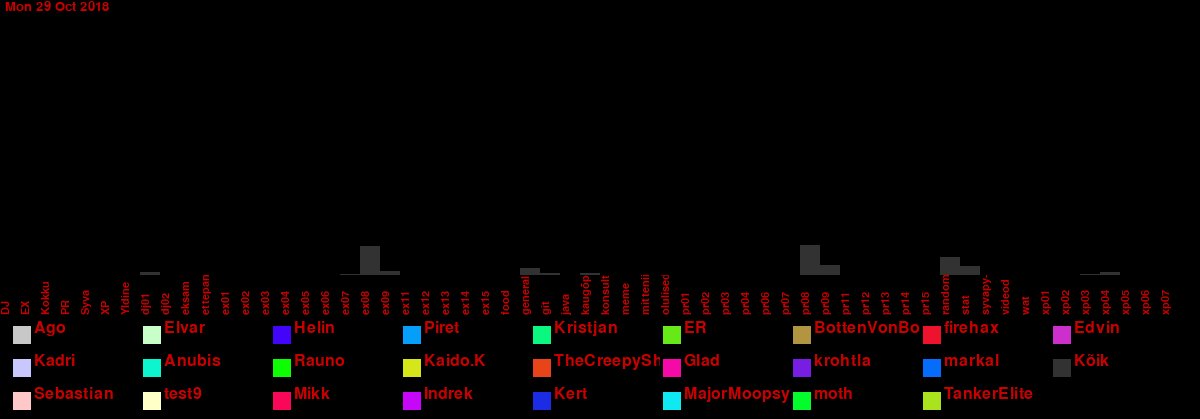 Mon 29 Oct 2018
DJ
EX
Kokku
PR
Syva
XP
Yldine
dj01
dj02
eksam
ettepan
ex01
ex02
ex03
ex04
ex05
ex06
ex07
ex08
ex09
ex11
ex12
ex13
ex14
ex15
food
general
git
java
kaugõp
konsult
meme
mittenii
olulised
pr01
pr02
pr03
pr04
pr06
pr07
pr08
pr09
pr11
pr12
pr13
pr14
pr15
random
stat
syvapy-
videod
wat
xp01
xp02
xp03
xp04
xp05
xp06
xp07
Ago Elvar Helin Piret Kristjan ER BottenVonBo firehax Edvin
Kadri Anubis Rauno Kaido.K TheCreepySh Glad krohtla markal Kõik
Sebastian test9 Mikk Indrek Kert MajorMoopsy moth TankerElite